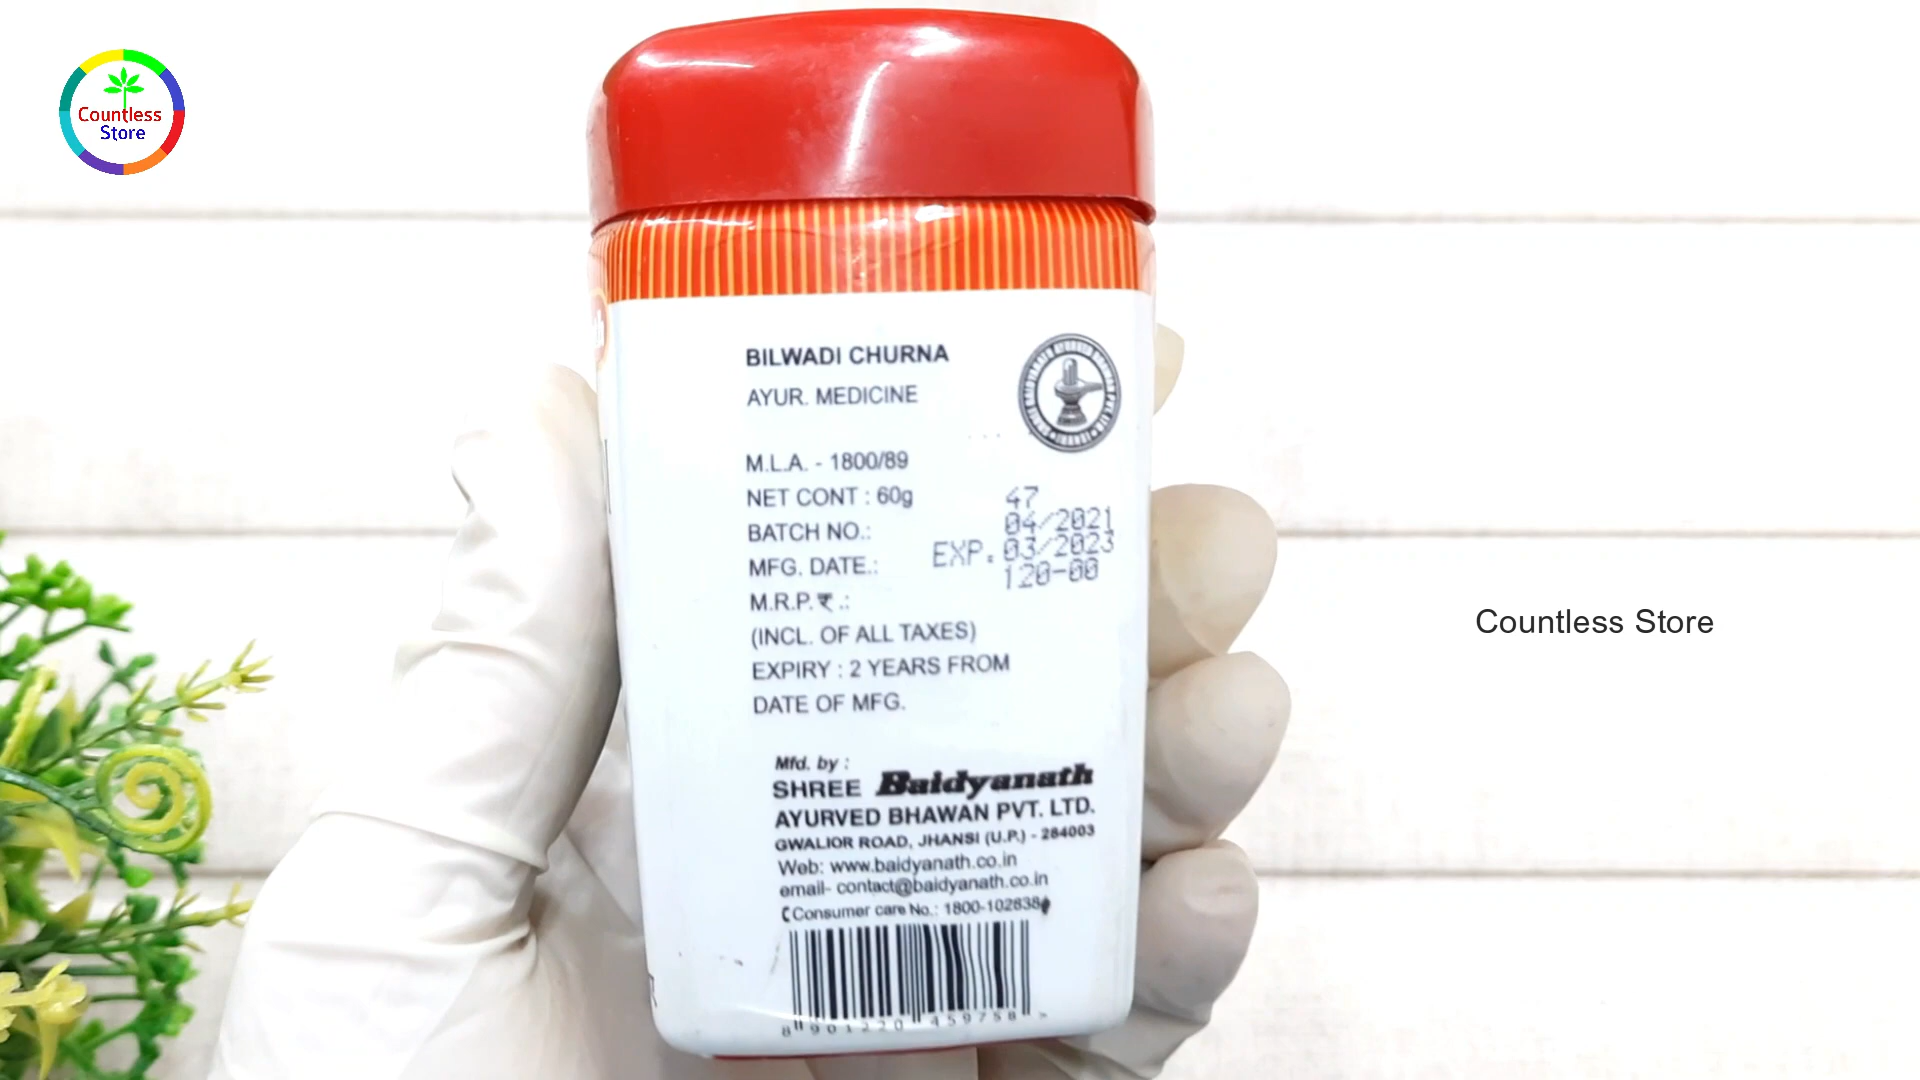 Countless
Store
BILWADI CHURNA
AYUR. MEDICINE
M.L.A. - 1800/89
NET CONT : 60g
BATCH NO.: 47
MFG. DATE.: 04/2021
EXP. 03/2023
M.R.P.₹ .: 120-00
(INCL. OF ALL TAXES)
EXPIRY : 2 YEARS FROM
DATE OF MFG.
Mfd. by :
SHREE Baidyanath
AYURVED BHAWAN PVT. LTD.
GWALIOR ROAD, JHANSI (U.P.) - 284003
Web: www.baidyanath.co.in
email- contact@baidyanath.co.in
Consumer care No.:
8 901220 459758 >
Countless Store